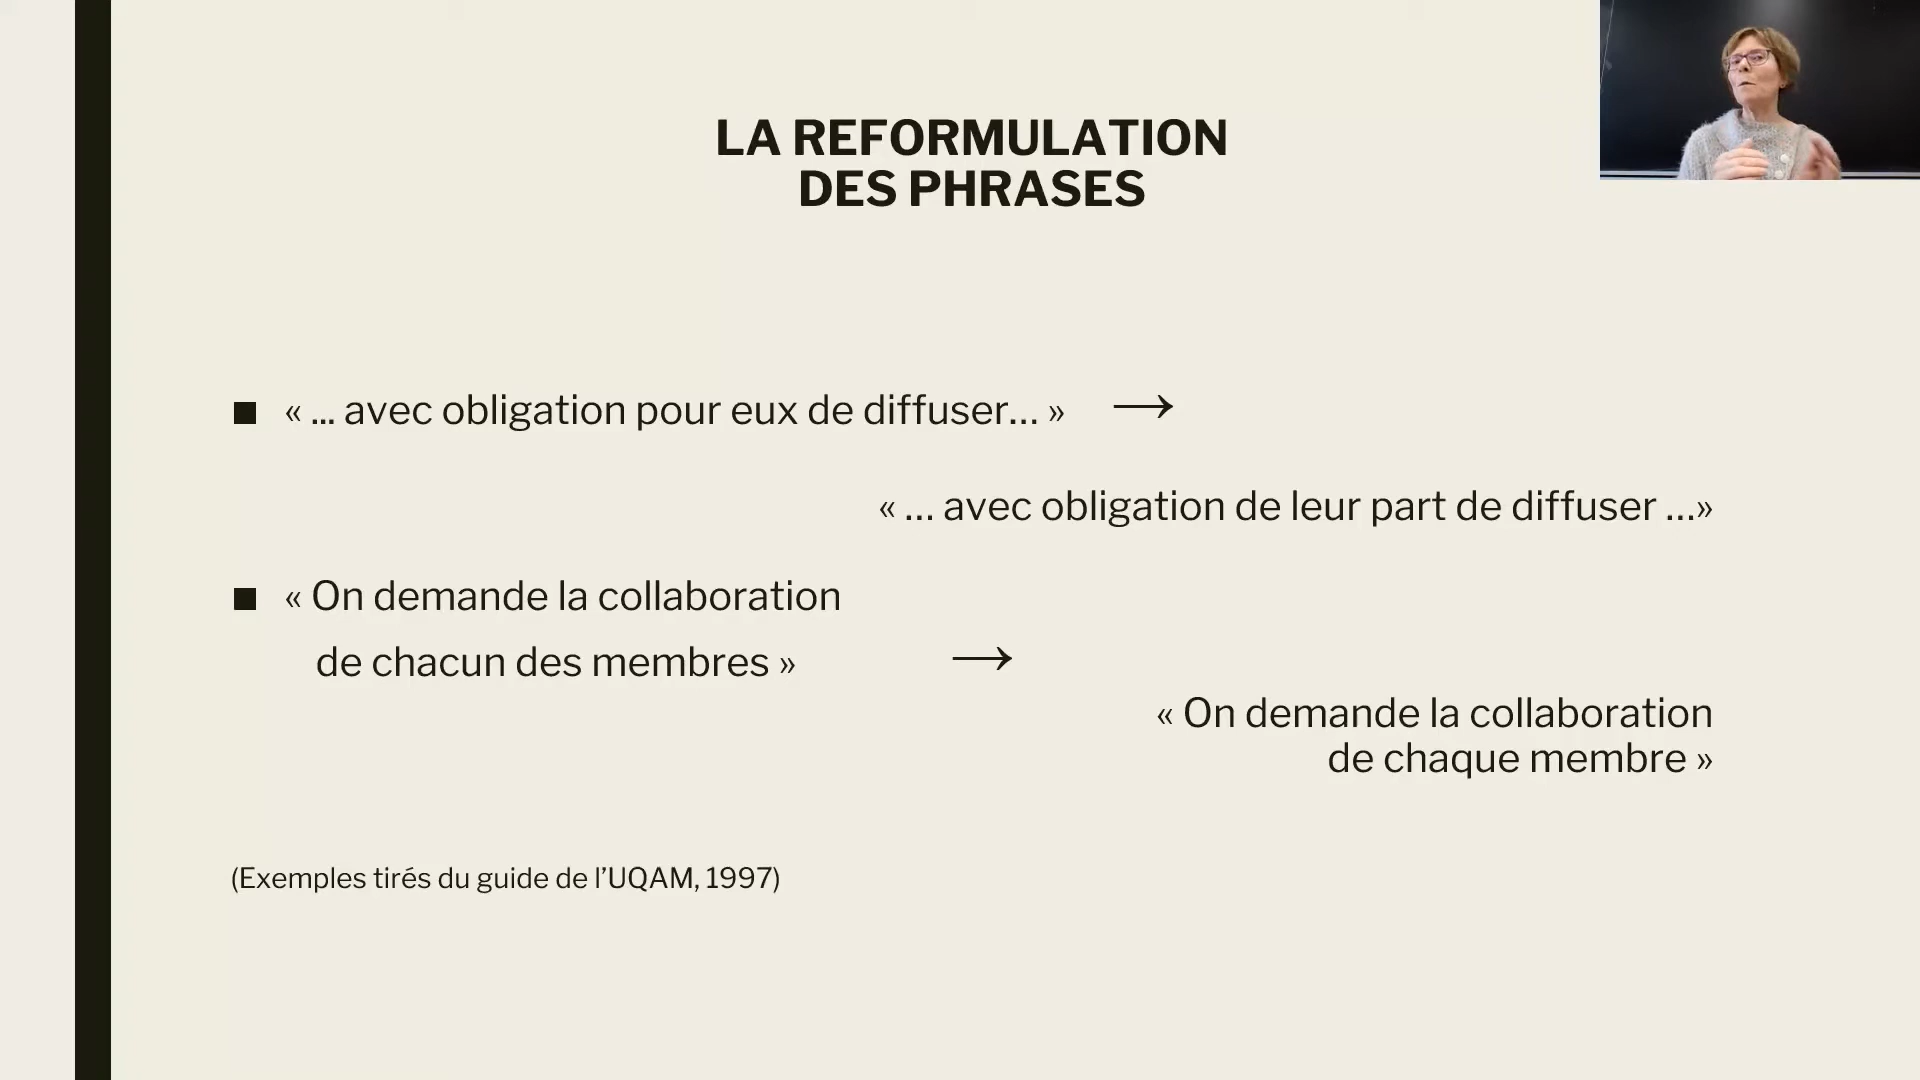 LA REFORMULATION
DES PHRASES
■ « ... avec obligation pour eux de diffuser… » →
« … avec obligation de leur part de diffuser …»
■ « On demande la collaboration
de chacun des membres » →
« On demande la collaboration
de chaque membre »
(Exemples tirés du guide de l’UQAM, 1997)